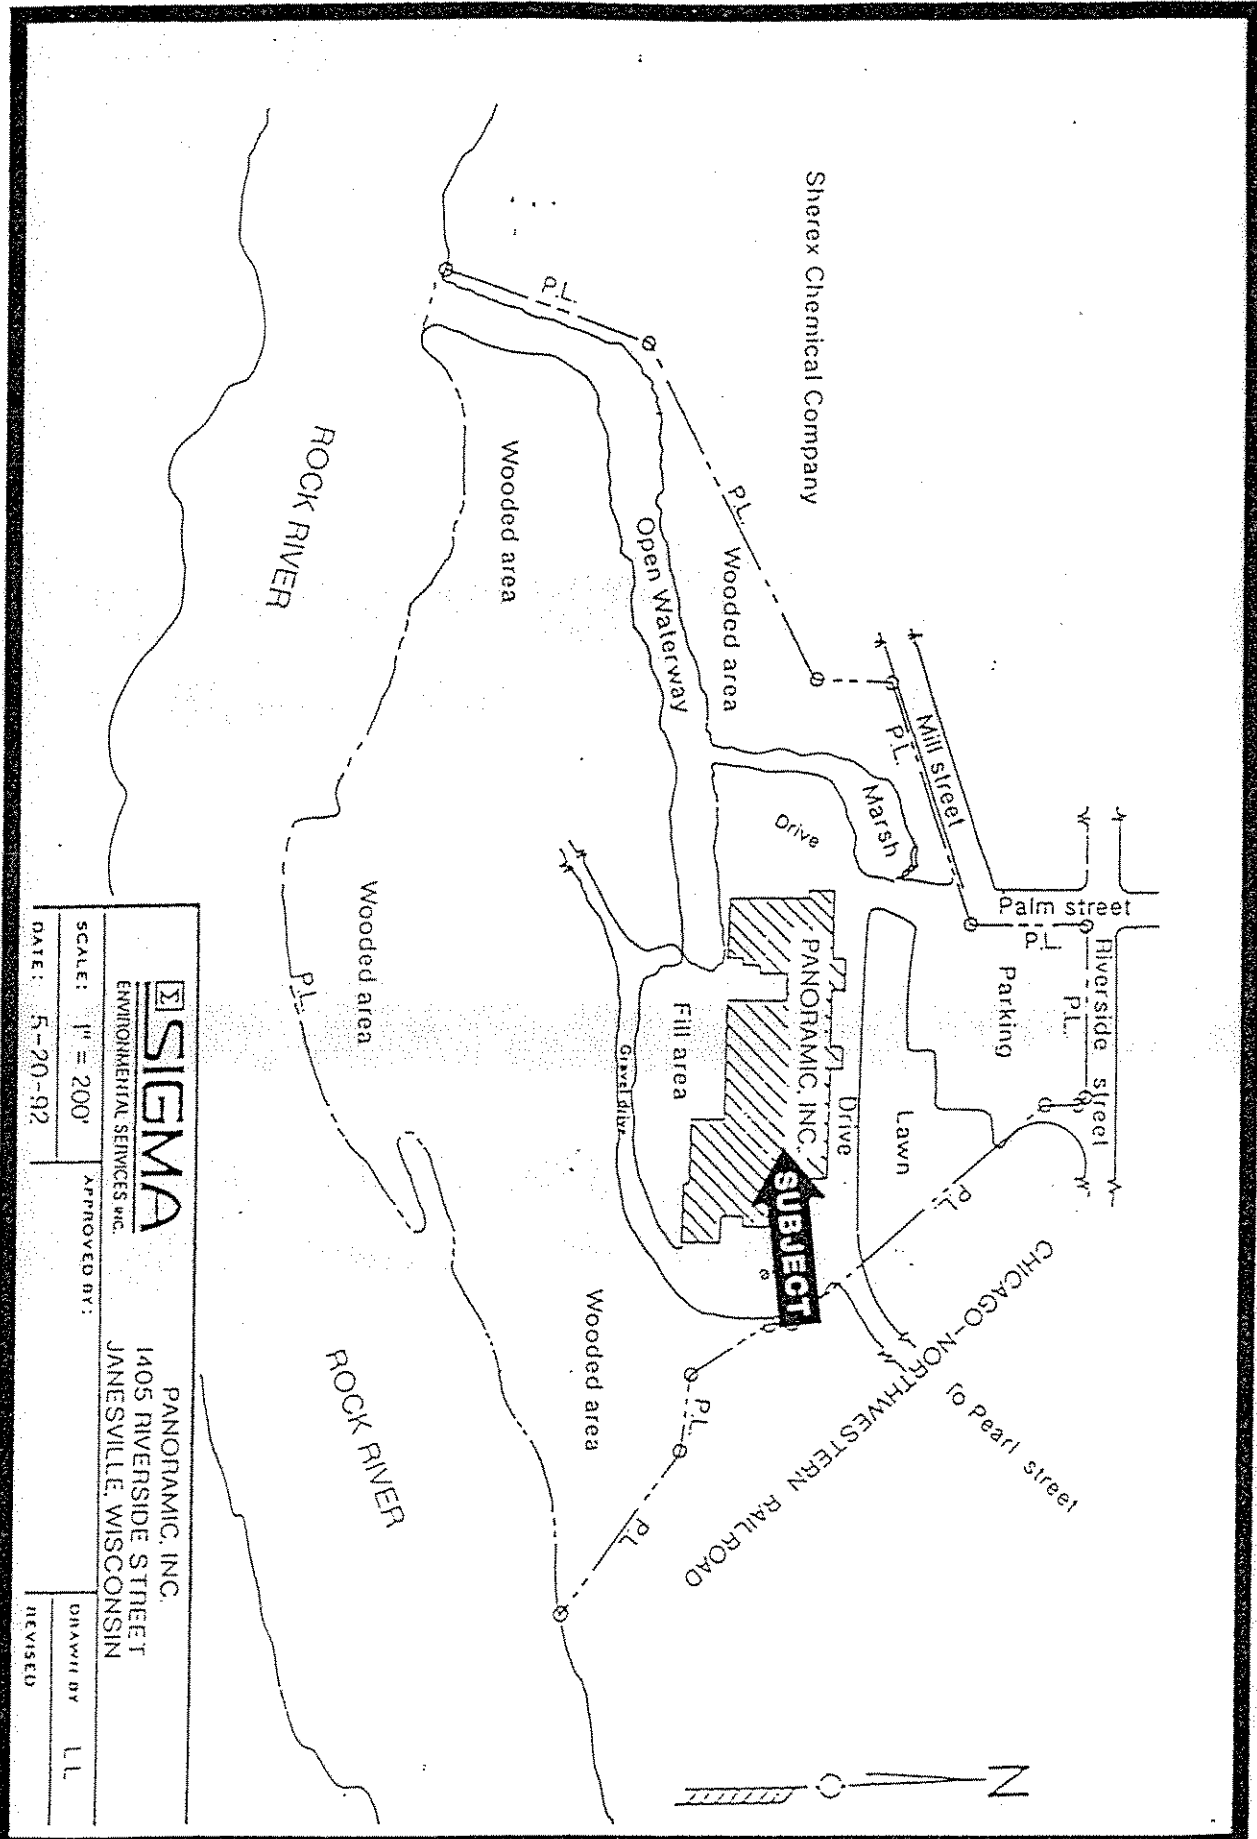 Sherex Chemical Company
P.L.
P.L.
Wooded area
Open Waterway
Wooded area
ROCK RIVER
Mill street
P.L.
Marsh
Drive
Palm street
P.L.
Riverside street
P.L.
Parking
PANORAMIC, INC.
Drive
Lawn
Fill area
Gravel drive
SUBJECT
P.L.
CHICAGO-NORTHWESTERN RAILROAD
To Pearl street
Wooded area
P.L.
Wooded area
P.L.
P.L.
ROCK RIVER
N
Σ SIGMA
ENVIRONMENTAL SERVICES INC.
PANORAMIC, INC.
1405 RIVERSIDE STREET
JANESVILLE, WISCONSIN
SCALE: 1" = 200'
APPROVED BY:
DRAWN BY LL
DATE: 5-20-92
REVISED